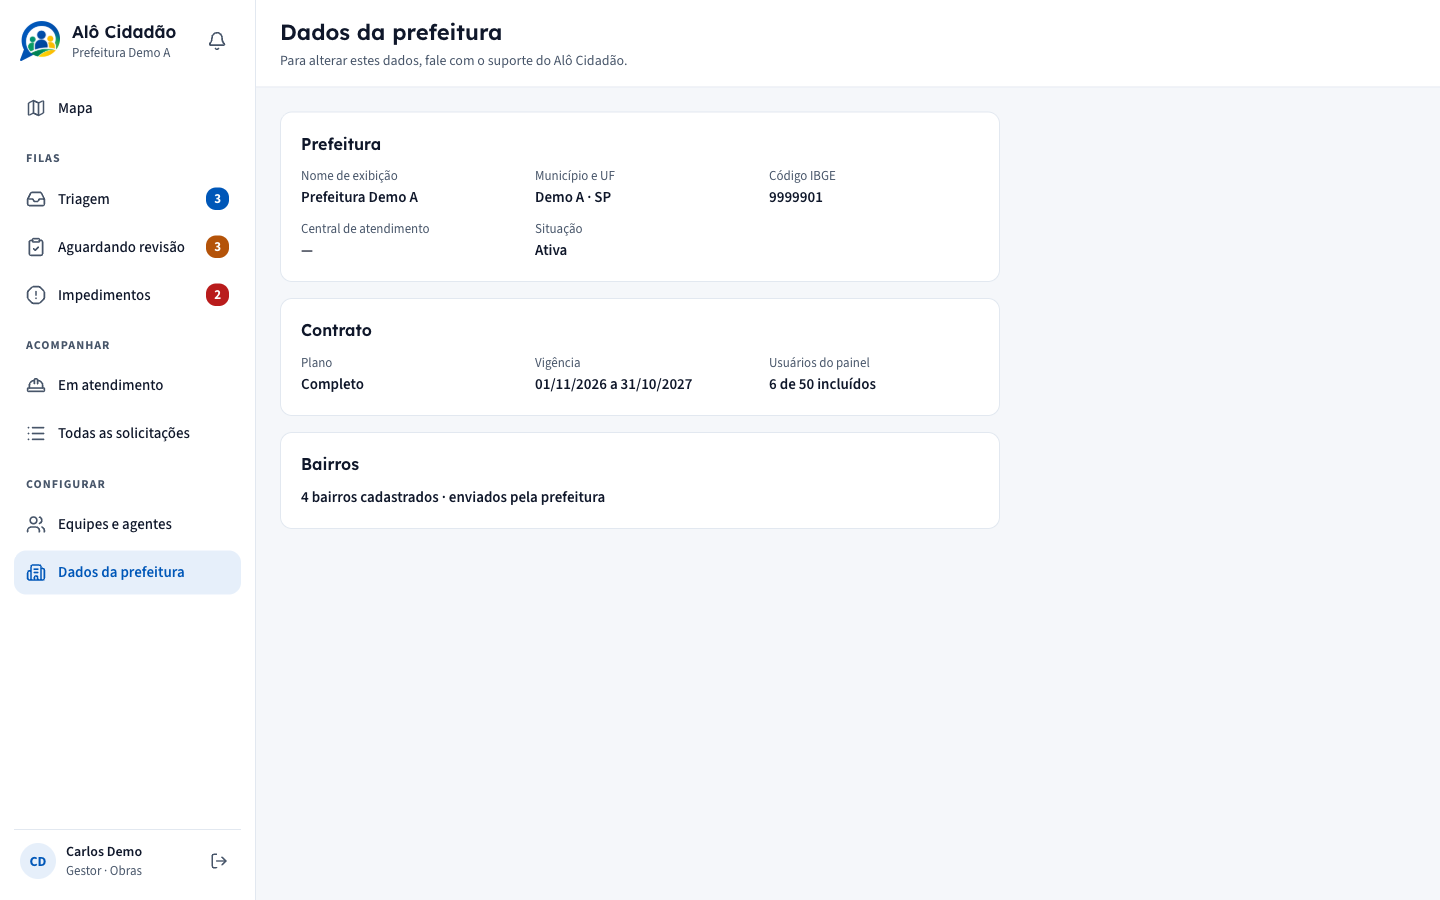 Alô Cidadão
Prefeitura Demo A
Mapa
FILAS
Triagem 3
Aguardando revisão 3
Impedimentos 2
ACOMPANHAR
Em atendimento
Todas as solicitações
CONFIGURAR
Equipes e agentes
Dados da prefeitura
CD
Carlos Demo
Gestor · Obras
Dados da prefeitura
Para alterar estes dados, fale com o suporte do Alô Cidadão.
Prefeitura
Nome de exibição Município e UF Código IBGE
Prefeitura Demo A Demo A · SP 9999901
Central de atendimento Situação
— Ativa
Contrato
Plano Vigência Usuários do painel
Completo 01/11/2026 a 31/10/2027 6 de 50 incluídos
Bairros
4 bairros cadastrados · enviados pela prefeitura